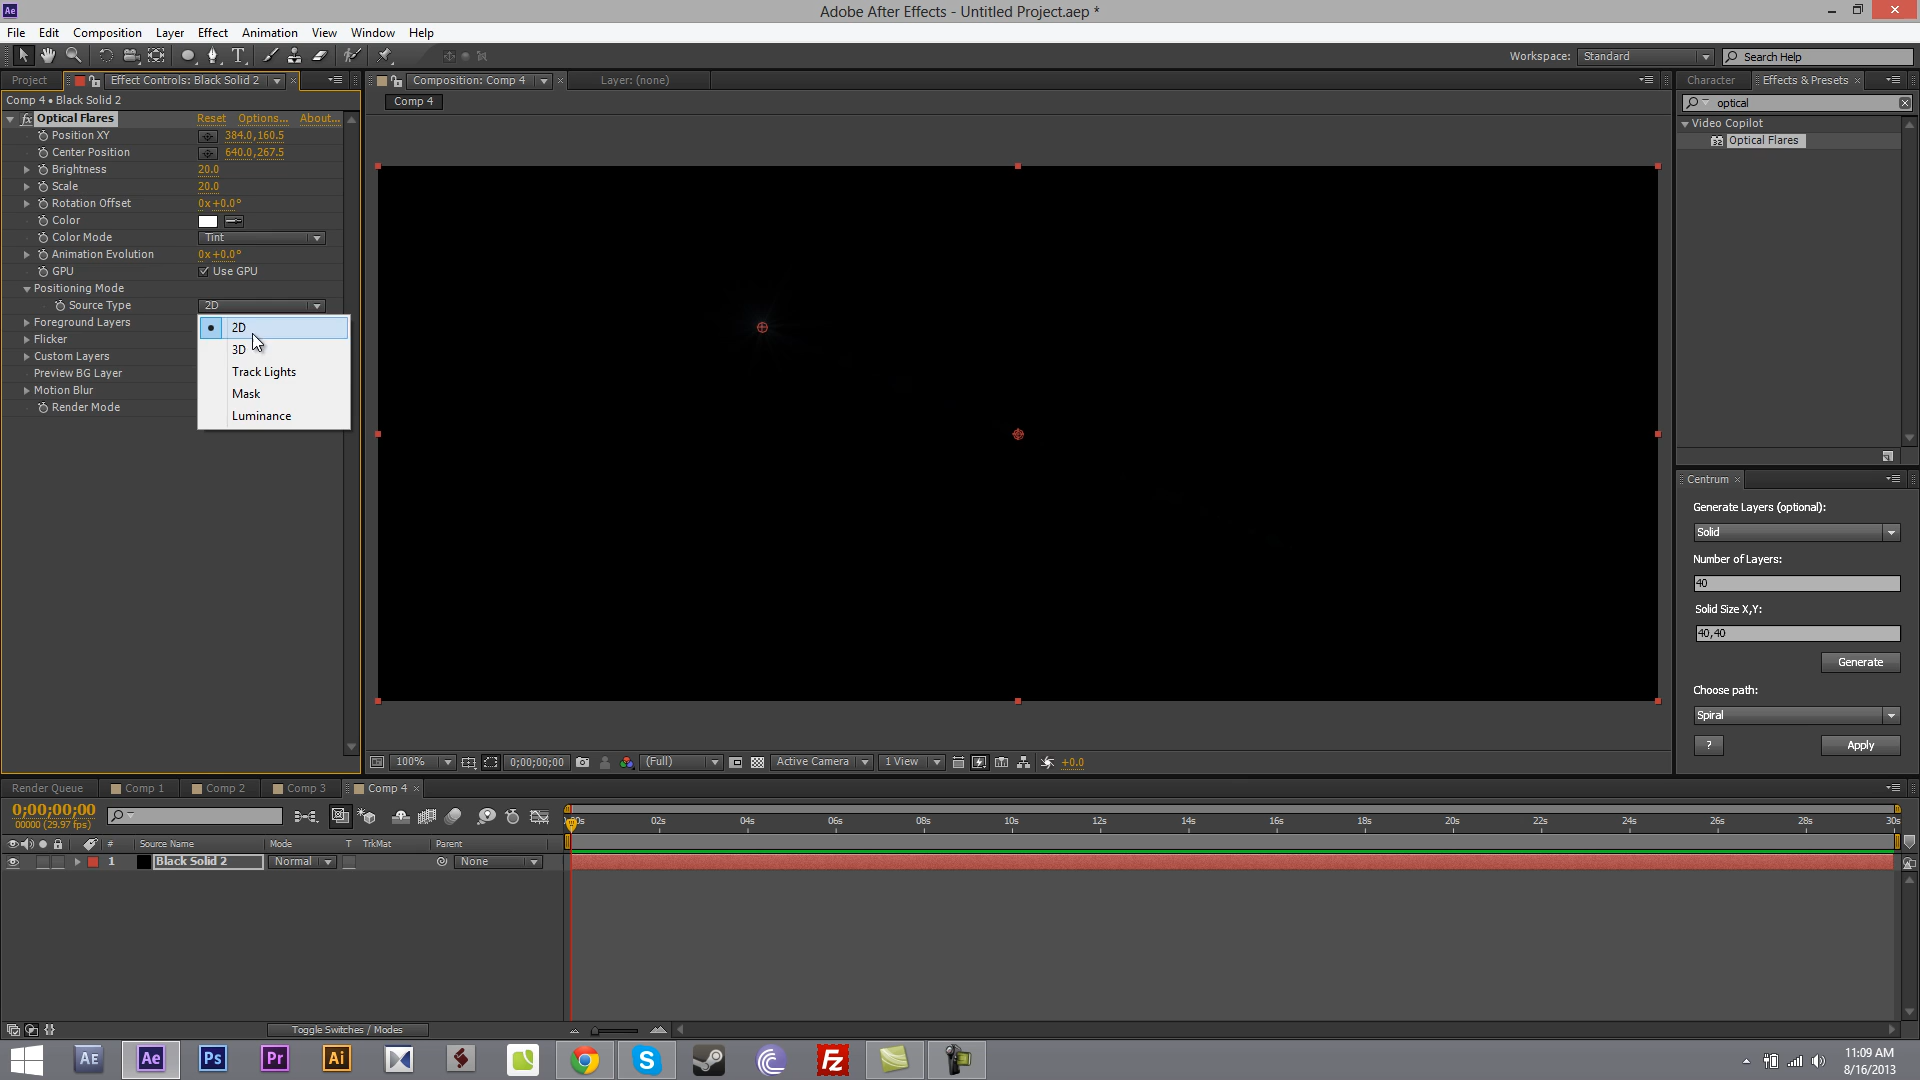 Ae
Adobe After Effects - Untitled Project.aep *
File Edit Composition Layer Effect Animation View Window Help
T Workspace: Standard Search Help
Project Effect Controls: Black Solid 2 Composition: Comp 4 Layer: (none) Character Effects & Presets
Comp 4 • Black Solid 2
Comp 4
optical
fx Optical Flares Reset Options... About...
Position XY 384.0,160.5
Center Position 640.0,267.5
Brightness 20.0
Scale 20.0
Rotation Offset 0x+0.0°
Color
Color Mode Tint
Animation Evolution 0x+0.0°
GPU Use GPU
Positioning Mode
Source Type 2D
Foreground Layers
Flicker
Custom Layers
Preview BG Layer
Motion Blur
Render Mode
2D
3D
Track Lights
Mask
Luminance
Video Copilot
32 Optical Flares
Centrum
Generate Layers (optional):
Solid
Number of Layers:
40
Solid Size X,Y:
40,40
Generate
Choose path:
Spiral
? Apply
100% 0;00;00;00 (Full) Active Camera 1 View +0.0
Render Queue Comp 1 Comp 2 Comp 3 Comp 4
0;00;00;00
00000 (29.97 fps)
02s 04s 06s 08s 10s 12s 14s 16s 18s 20s 22s 24s 26s 28s 30s
# Source Name Mode T TrkMat Parent
1 Black Solid 2 Normal None
Toggle Switches / Modes
AE Ae Ps Pr Ai S Fz
11:09 AM
8/16/2013